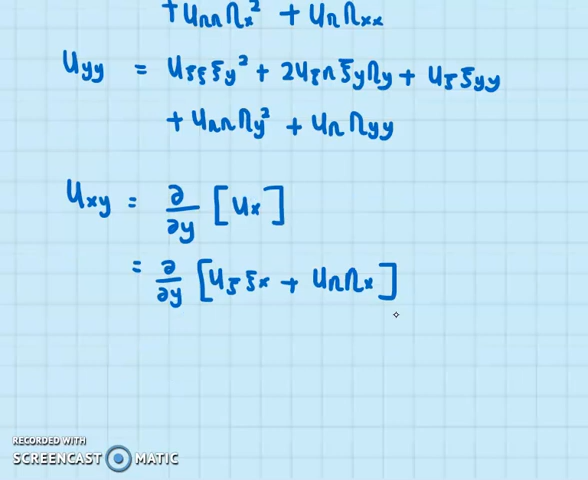 + uηη ηx² + uη ηxx
uyy = uξξ ξy² + 2uξη ξy ηy + uξ ξyy
+ uηη ηy² + uη ηyy
uxy = ∂/∂y [ux]
= ∂/∂y [uξ ξx + uη ηx]
RECORDED WITH
SCREENCAST MATIC